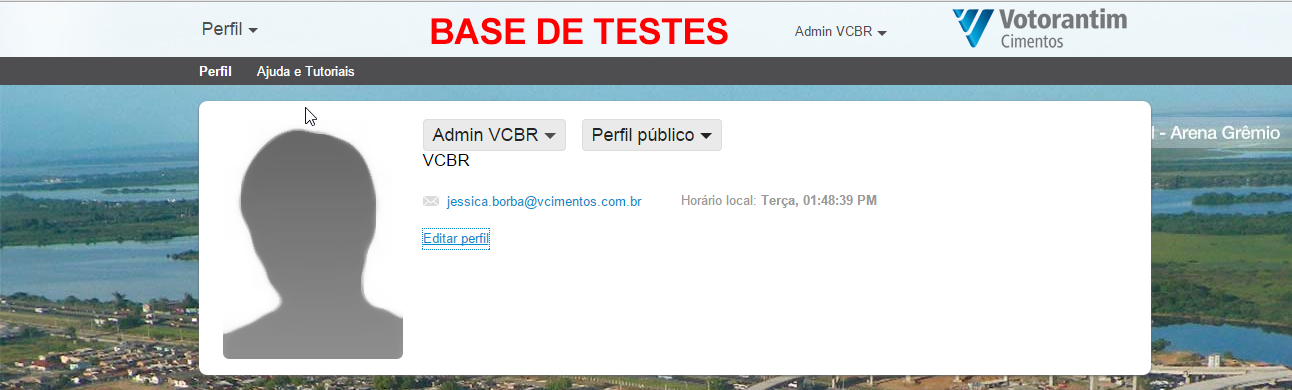 Perfil
BASE DE TESTES
Admin VCBR
Votorantim
Cimentos
Perfil
Ajuda e Tutoriais
Admin VCBR
Perfil público
- Arena Grêmio
VCBR
jessica.borba@vcimentos.com.br
Horário local: Terça, 01:48:39 PM
Editar perfil